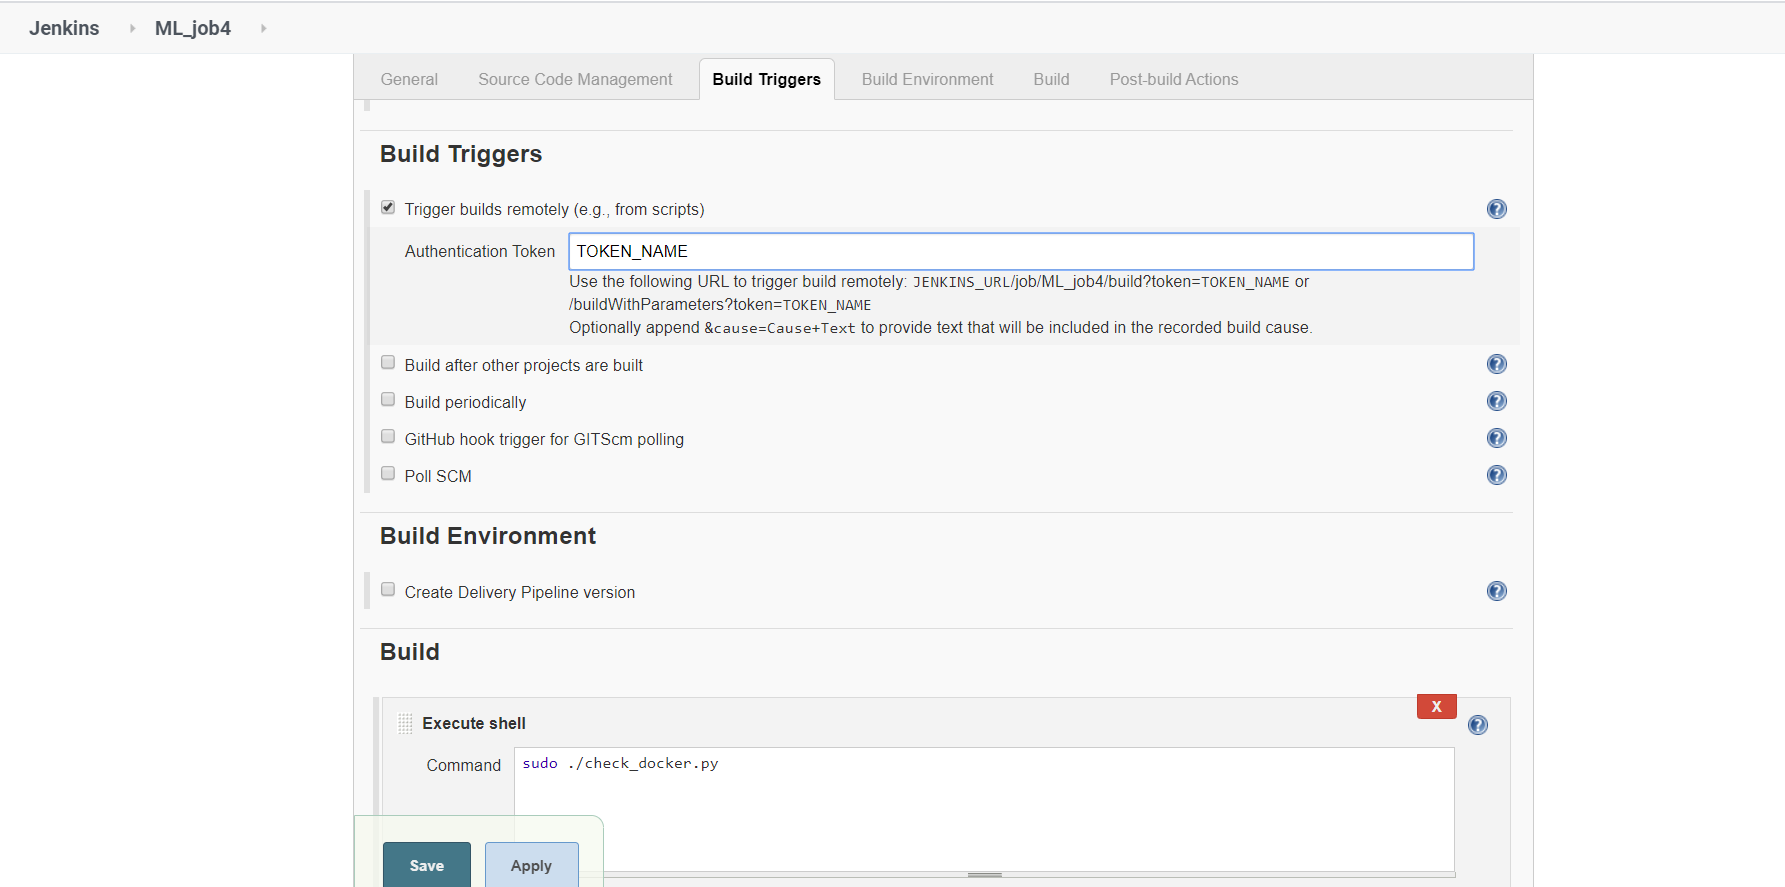 Jenkins ML_job4
General Source Code Management Build Triggers Build Environment Build Post-build Actions
Build Triggers
Trigger builds remotely (e.g., from scripts)
Authentication Token TOKEN_NAME
Use the following URL to trigger build remotely: JENKINS_URL/job/ML_job4/build?token=TOKEN_NAME or
/buildWithParameters?token=TOKEN_NAME
Optionally append &cause=Cause+Text to provide text that will be included in the recorded build cause.
Build after other projects are built
Build periodically
GitHub hook trigger for GITScm polling
Poll SCM
Build Environment
Create Delivery Pipeline version
Build
X
Execute shell
Command sudo ./check_docker.py
Save Apply